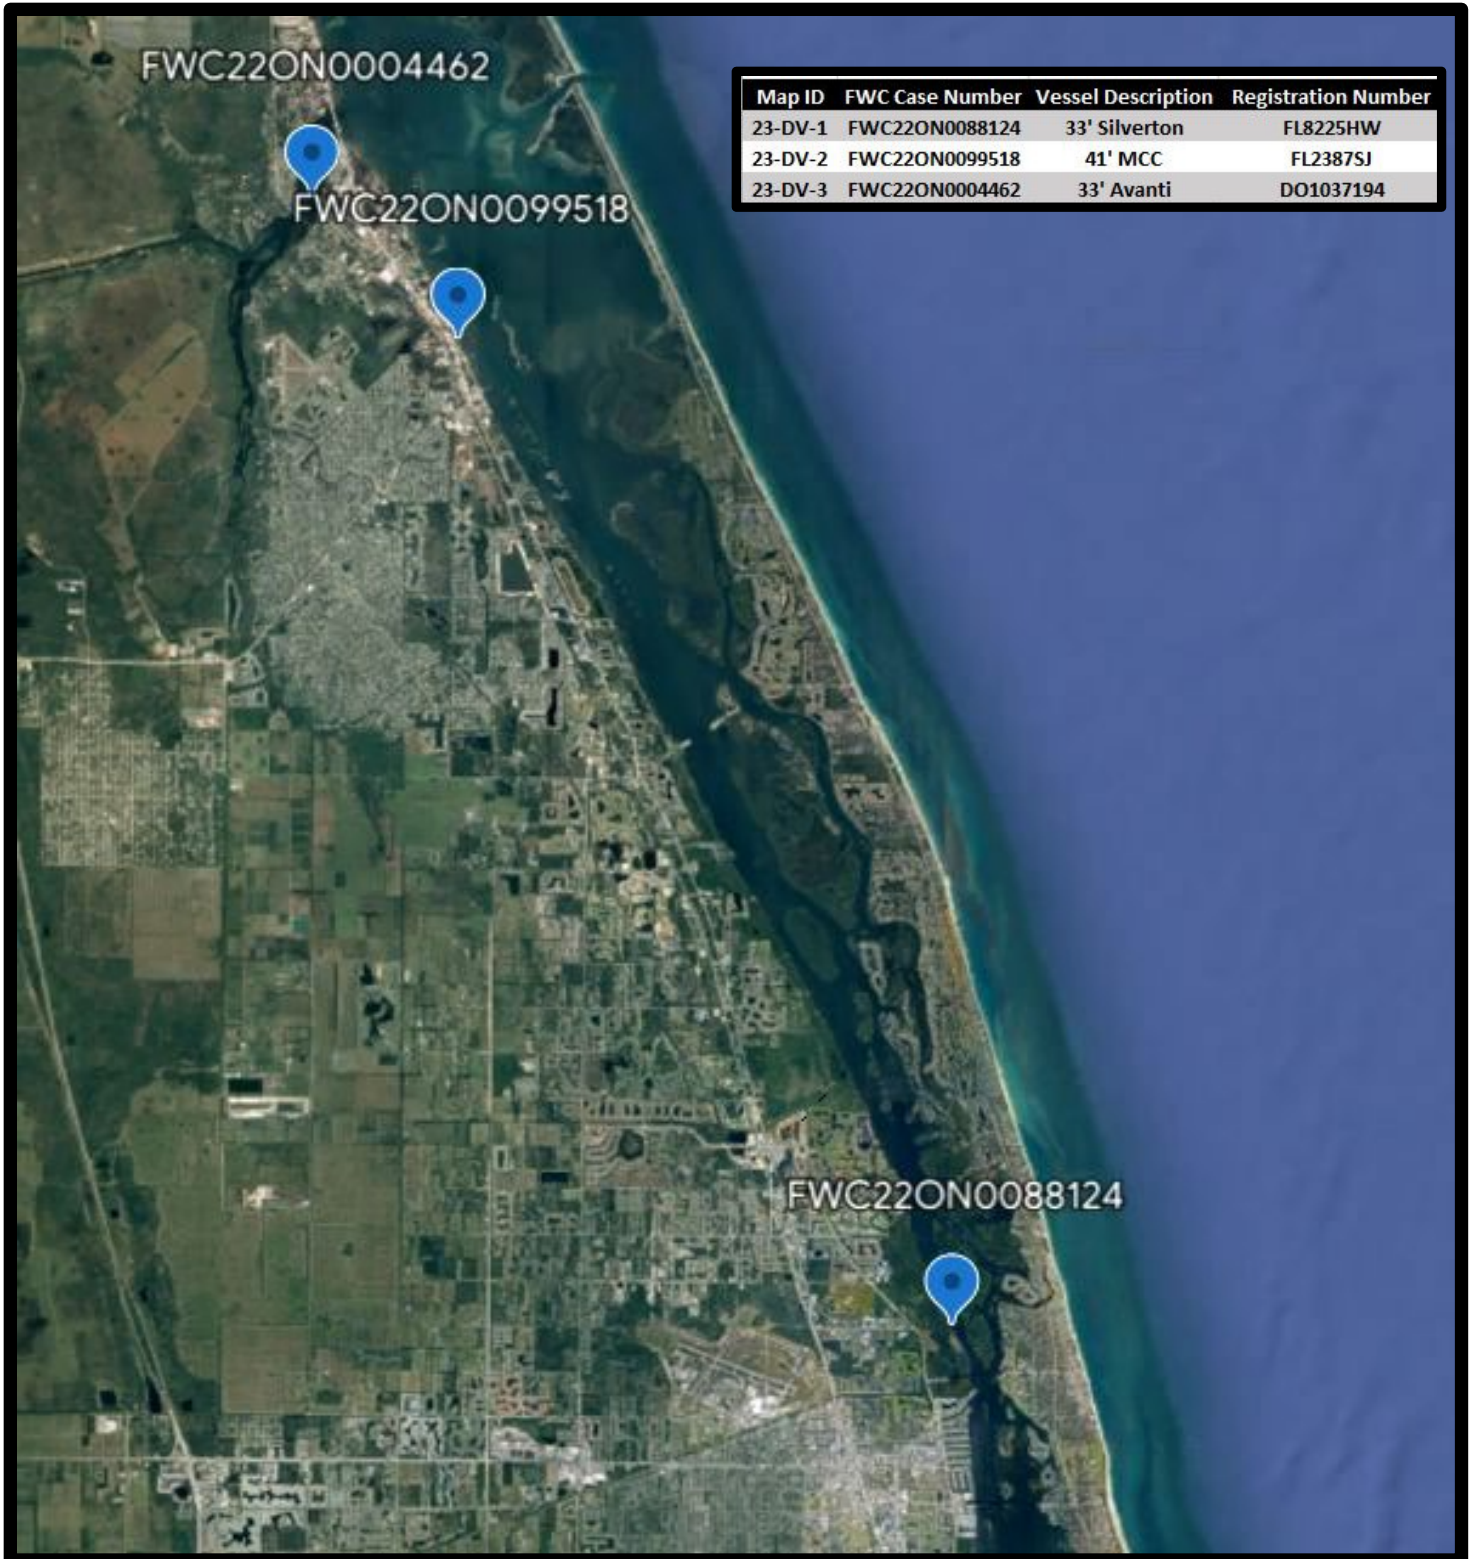 FWC22ON0004462
Map ID FWC Case Number Vessel Description Registration Number
23-DV-1 FWC22ON0088124 33' Silverton FL8225HW
23-DV-2 FWC22ON0099518 41' MCC FL2387SJ
23-DV-3 FWC22ON0004462 33' Avanti DO1037194
FWC22ON0099518
FWC22ON0088124